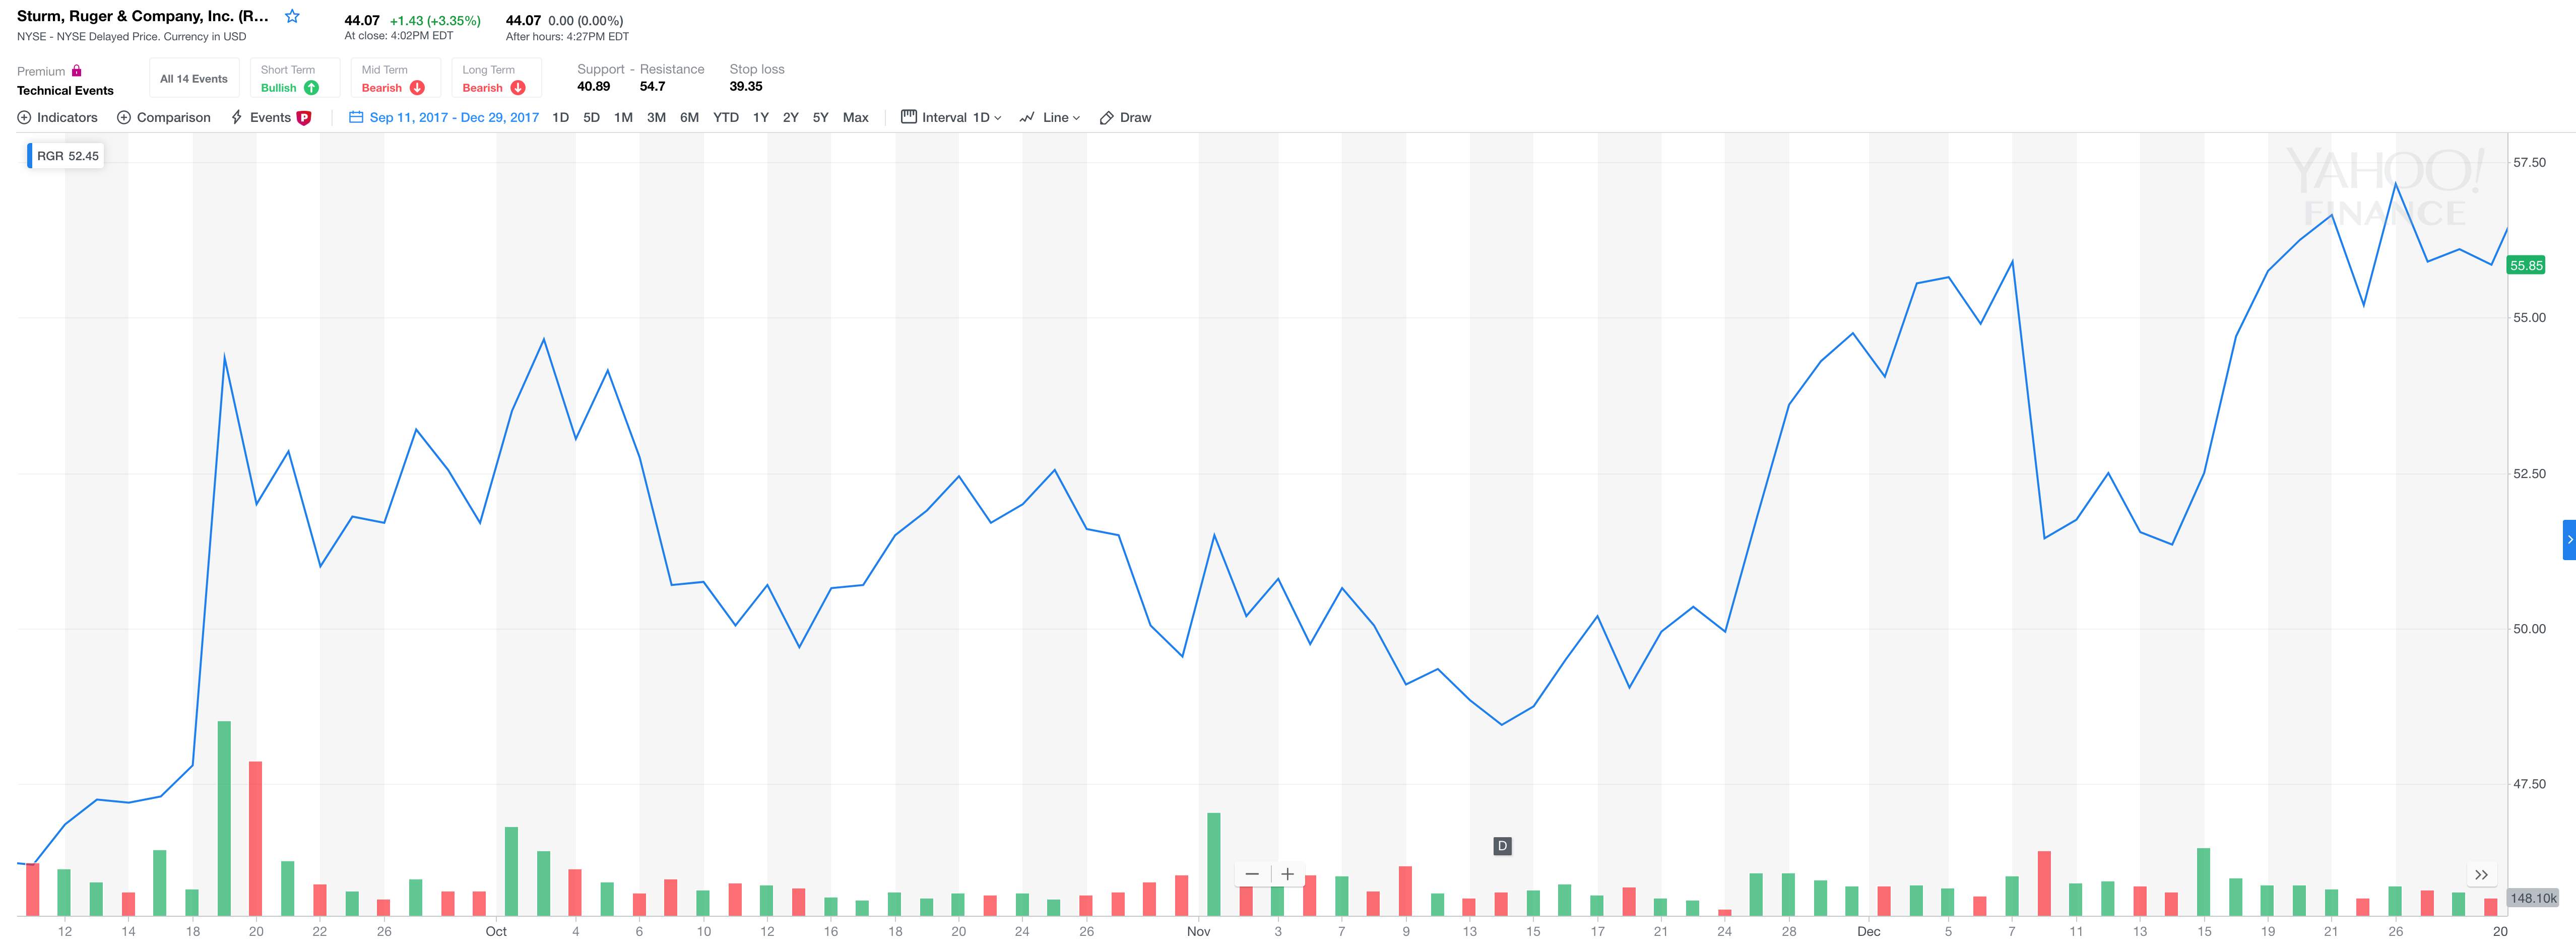 Sturm, Ruger & Company, Inc. (R...
44.07 +1.43 (+3.35%)
44.07 0.00 (0.00%)
NYSE - NYSE Delayed Price. Currency in USD
At close: 4:02PM EDT
After hours: 4:27PM EDT
Premium
Technical Events
All 14 Events
Short Term
Bullish
Mid Term
Bearish
Long Term
Bearish
Support - Resistance
40.89 54.7
Stop loss
39.35
Indicators Comparison Events P Sep 11, 2017 - Dec 29, 2017 1D 5D 1M 3M 6M YTD 1Y 2Y 5Y Max Interval 1D Line Draw
RGR 52.45
YAHOO!
FINANCE
57.50
55.85
55.00
52.50
50.00
47.50
D
148.10k
12 14 18 20 22 26 Oct 4 6 10 12 16 18 20 24 26 Nov 3 7 9 13 15 17 21 24 28 Dec 5 7 11 13 15 19 21 26 20